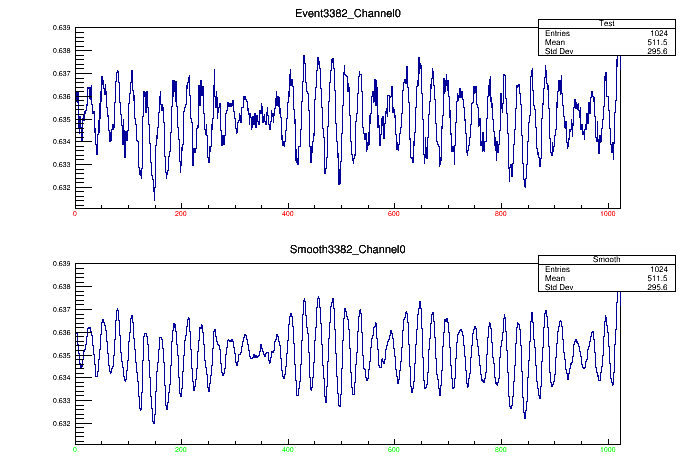 Event3382_Channel0
Test
Entries 1024
Mean 511.5
Std Dev 295.6
0.639
0.638
0.637
0.636
0.635
0.634
0.633
0.632
0 200 400 600 800 1000
Smooth3382_Channel0
Smooth
Entries 1024
Mean 511.5
Std Dev 295.6
0.639
0.638
0.637
0.636
0.635
0.634
0.633
0.632
0 200 400 600 800 1000